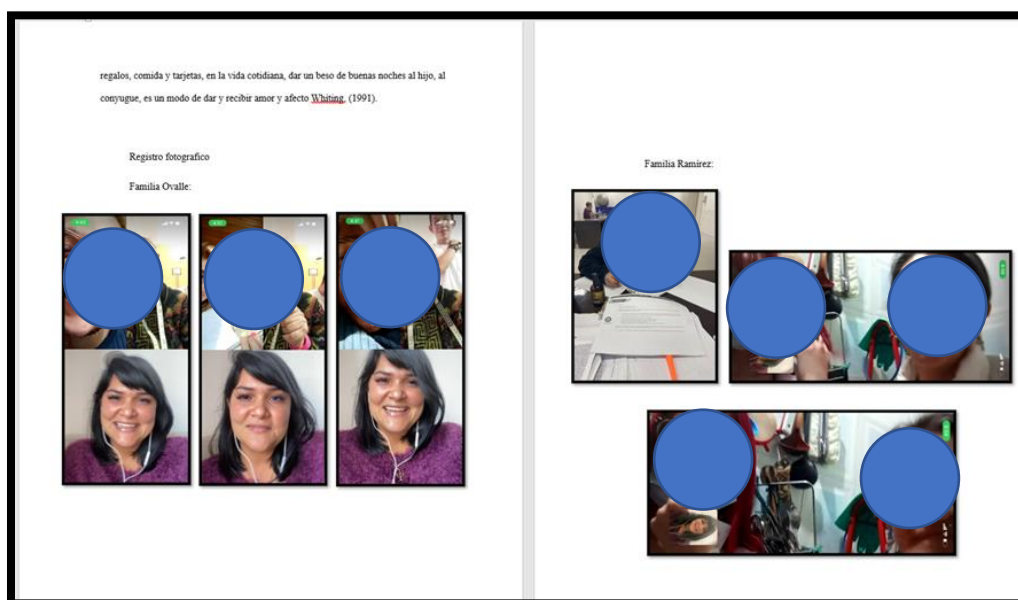 regalos, comida y tarjetas, en la vida cotidiana, dar un beso de buenas noches al hijo, al
conyugue, es un modo de dar y recibir amor y afecto Whiting, (1991).
Registro fotografico
Familia Ovalle:
Familia Ramírez: